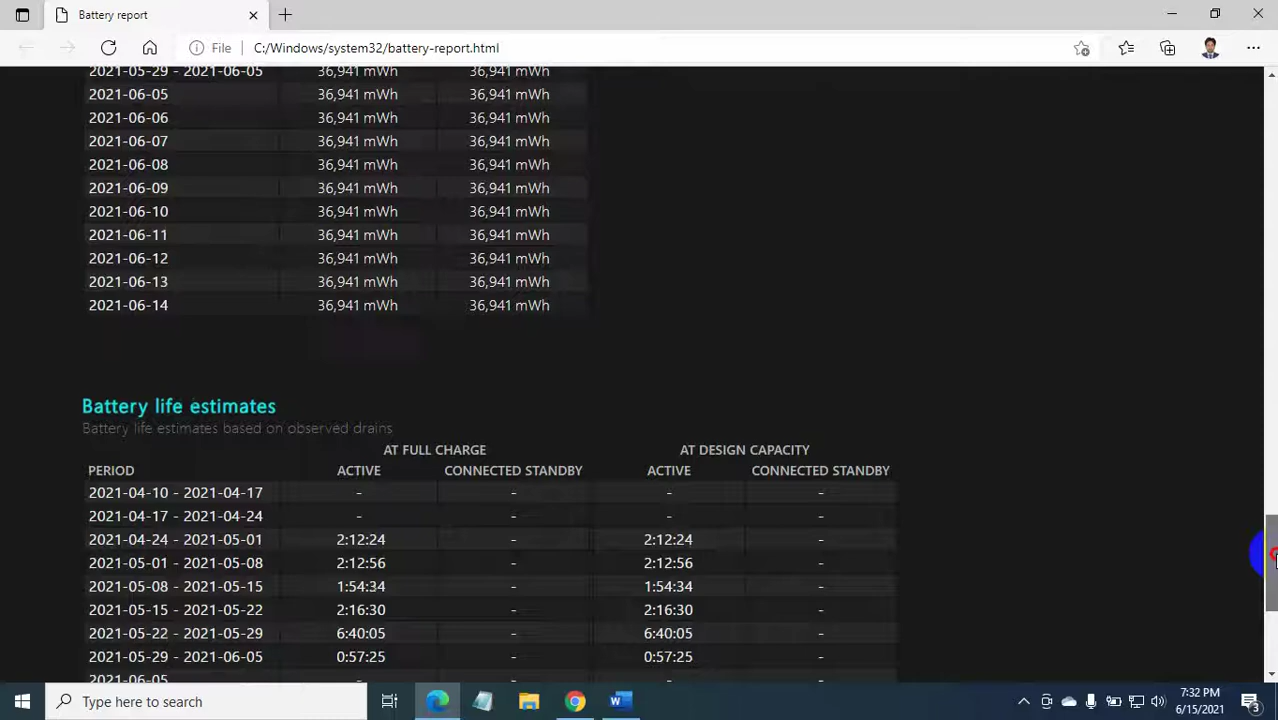 Battery report
File C:/Windows/system32/battery-report.html
2021-05-29 - 2021-06-05 36,941 mWh 36,941 mWh
2021-06-05 36,941 mWh 36,941 mWh
2021-06-06 36,941 mWh 36,941 mWh
2021-06-07 36,941 mWh 36,941 mWh
2021-06-08 36,941 mWh 36,941 mWh
2021-06-09 36,941 mWh 36,941 mWh
2021-06-10 36,941 mWh 36,941 mWh
2021-06-11 36,941 mWh 36,941 mWh
2021-06-12 36,941 mWh 36,941 mWh
2021-06-13 36,941 mWh 36,941 mWh
2021-06-14 36,941 mWh 36,941 mWh
Battery life estimates
Battery life estimates based on observed drains
AT FULL CHARGE AT DESIGN CAPACITY
PERIOD ACTIVE CONNECTED STANDBY ACTIVE CONNECTED STANDBY
2021-04-10 - 2021-04-17 - - - -
2021-04-17 - 2021-04-24 - - - -
2021-04-24 - 2021-05-01 2:12:24 - 2:12:24 -
2021-05-01 - 2021-05-08 2:12:56 - 2:12:56 -
2021-05-08 - 2021-05-15 1:54:34 - 1:54:34 -
2021-05-15 - 2021-05-22 2:16:30 - 2:16:30 -
2021-05-22 - 2021-05-29 6:40:05 - 6:40:05 -
2021-05-29 - 2021-06-05 0:57:25 - 0:57:25 -
2021-06-05 - - - -
Type here to search
7:32 PM
6/15/2021
3